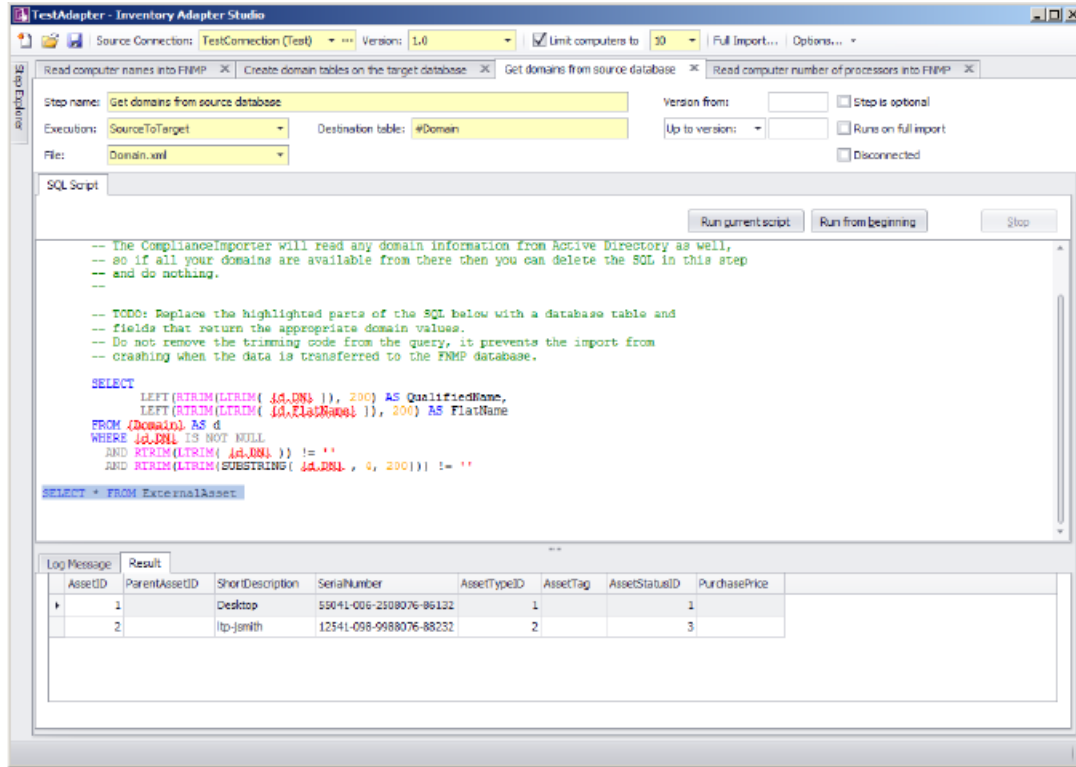 TestAdapter - Inventory Adapter Studio
Source Connection: TestConnection (Test) Version: 1.0 Limit computers to 10 Full Import... Options...
Step Explorer
Read computer names into FNMP Create domain tables on the target database Get domains from source database Read computer number of processors into FNMP
Step name: Get domains from source database Version from: Step is optional
Execution: SourceToTarget Destination table: #Domain Up to version: Runs on full import
File: Domain.xml Disconnected
SQL Script
Run current script Run from beginning Stop
-- The ComplianceImporter will read any domain information from Active Directory as well,
-- so if all your domains are available from there then you can delete the SQL in this step
-- and do nothing.
--
-- TODO: Replace the highlighted parts of the SQL below with a database table and
-- fields that return the appropriate domain values.
-- Do not remove the trimming code from the query, it prevents the import from
-- crashing when the data is transferred to the FNMP database.
SELECT
LEFT(RTRIM(LTRIM( {d.DN} )), 200) AS QualifiedName,
LEFT(RTRIM(LTRIM( {d.FlatName} )), 200) AS FlatName
FROM {Domain} AS d
WHERE {d.DN} IS NOT NULL
AND RTRIM(LTRIM( {d.DN} )) != ''
AND RTRIM(LTRIM(SUBSTRING( {d.DN} , 4, 200))) != ''
SELECT * FROM ExternalAsset
Log Message Result
AssetID ParentAssetID ShortDescription SerialNumber AssetTypeID AssetTag AssetStatusID PurchasePrice
1 Desktop 55041-006-2508076-86132 1 1
2 ltp-jsmith 12541-098-9988076-88232 2 3